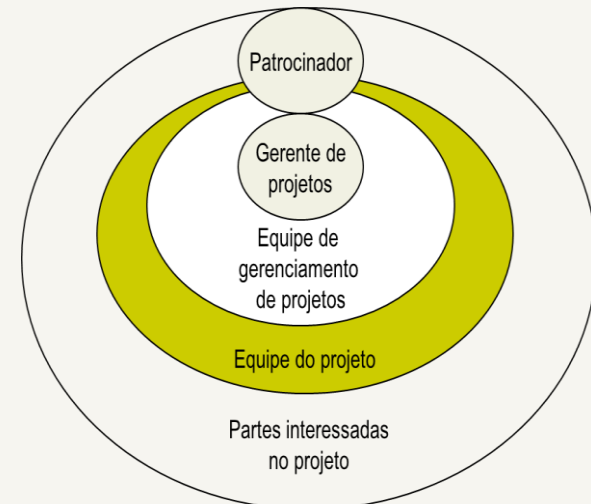 Patrocinador
Gerente de
projetos
Equipe de
gerenciamento
de projetos
Equipe do projeto
Partes interessadas
no projeto